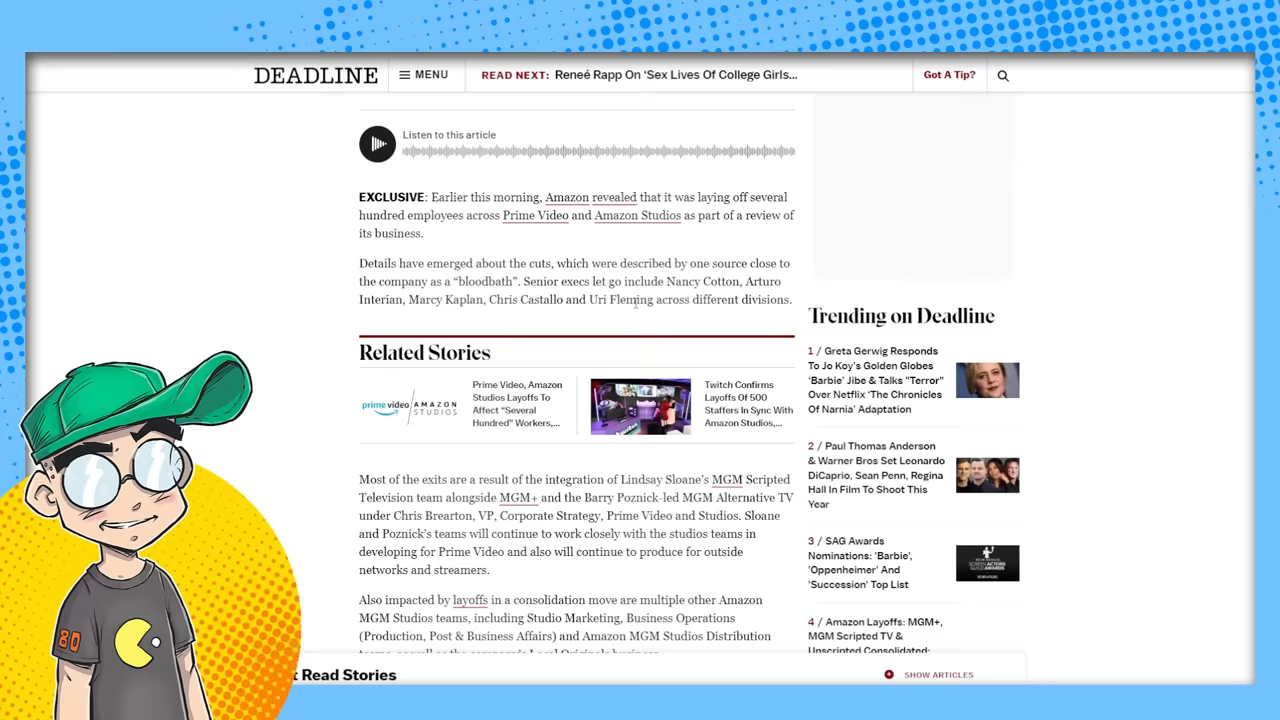 DEADLINE
MENU
READ NEXT: Reneé Rapp On 'Sex Lives Of College Girls...
Got A Tip?
Listen to this article
EXCLUSIVE: Earlier this morning, Amazon revealed that it was laying off several
hundred employees across Prime Video and Amazon Studios as part of a review of
its business.
Details have emerged about the cuts, which were described by one source close to
the company as a “bloodbath”. Senior execs let go include Nancy Cotton, Arturo
Interian, Marcy Kaplan, Chris Castallo and Uri Fleming across different divisions.
Related Stories
prime video
AMAZON
STUDIOS
Prime Video, Amazon
Studios Layoffs To
Affect “Several
Hundred” Workers,...
Twitch Confirms
Layoffs Of 500
Staffers In Sync With
Amazon Studios,...
Most of the exits are a result of the integration of Lindsay Sloane's MGM Scripted
Television team alongside MGM+ and the Barry Poznick-led MGM Alternative TV
under Chris Brearton, VP, Corporate Strategy, Prime Video and Studios. Sloane
and Poznick's teams will continue to work closely with the studios teams in
developing for Prime Video and also will continue to produce for outside
networks and streamers.
Also impacted by layoffs in a consolidation move are multiple other Amazon
MGM Studios teams, including Studio Marketing, Business Operations
(Production, Post & Business Affairs) and Amazon MGM Studios Distribution
Trending on Deadline
1 / Greta Gerwig Responds
To Jo Koy's Golden Globes
'Barbie' Jibe & Talks "Terror"
Over Netflix 'The Chronicles
Of Narnia' Adaptation
2 / Paul Thomas Anderson
& Warner Bros Set Leonardo
DiCaprio, Sean Penn, Regina
Hall In Film To Shoot This
Year
3 / SAG Awards
Nominations: 'Barbie',
'Oppenheimer' And
'Succession' Top List
4 / Amazon Layoffs: MGM+,
MGM Scripted TV &
Unscripted Consolidated:
t Read Stories
SHOW ARTICLES
80